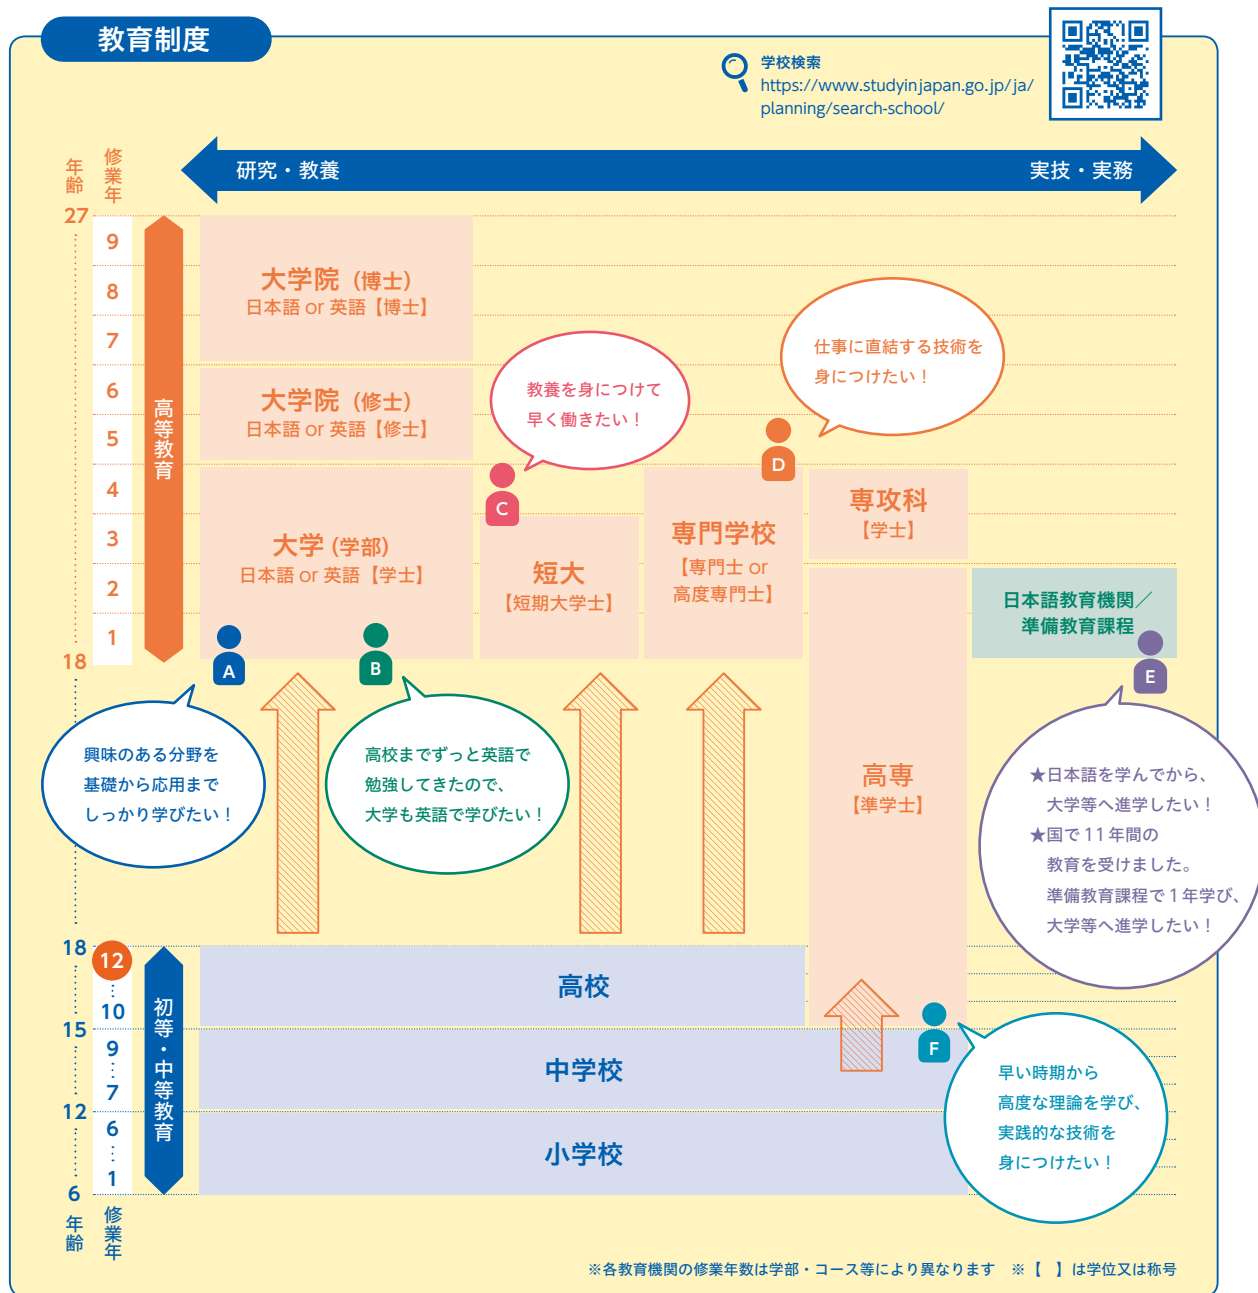 教育制度
学校検索
https://www.studyinjapan.go.jp/ja/
planning/search-school/
年齢
修業年
研究・教養
実技・実務
27
9
8
7
6
5
4
3
2
1
18
高等教育
大学院（博士）
日本語 or 英語【博士】
大学院（修士）
日本語 or 英語【修士】
大学（学部）
日本語 or 英語【学士】
教養を身につけて
早く働きたい！
C
短大
【短期大学士】
仕事に直結する技術を
身につけたい！
D
専門学校
【専門士 or
高度専門士】
専攻科
【学士】
日本語教育機関／
準備教育課程
A
B
E
興味のある分野を
基礎から応用まで
しっかり学びたい！
高校までずっと英語で
勉強してきたので、
大学も英語で学びたい！
高専
【準学士】
★日本語を学んでから、
大学等へ進学したい！
★国で11年間の
教育を受けました。
準備教育課程で1年学び、
大学等へ進学したい！
18
12
10
15
9
7
12
6
1
6
年齢
修業年
初等・中等教育
高校
中学校
小学校
F
早い時期から
高度な理論を学び、
実践的な技術を
身につけたい！
※各教育機関の修業年数は学部・コース等により異なります　※【　】は学位又は称号